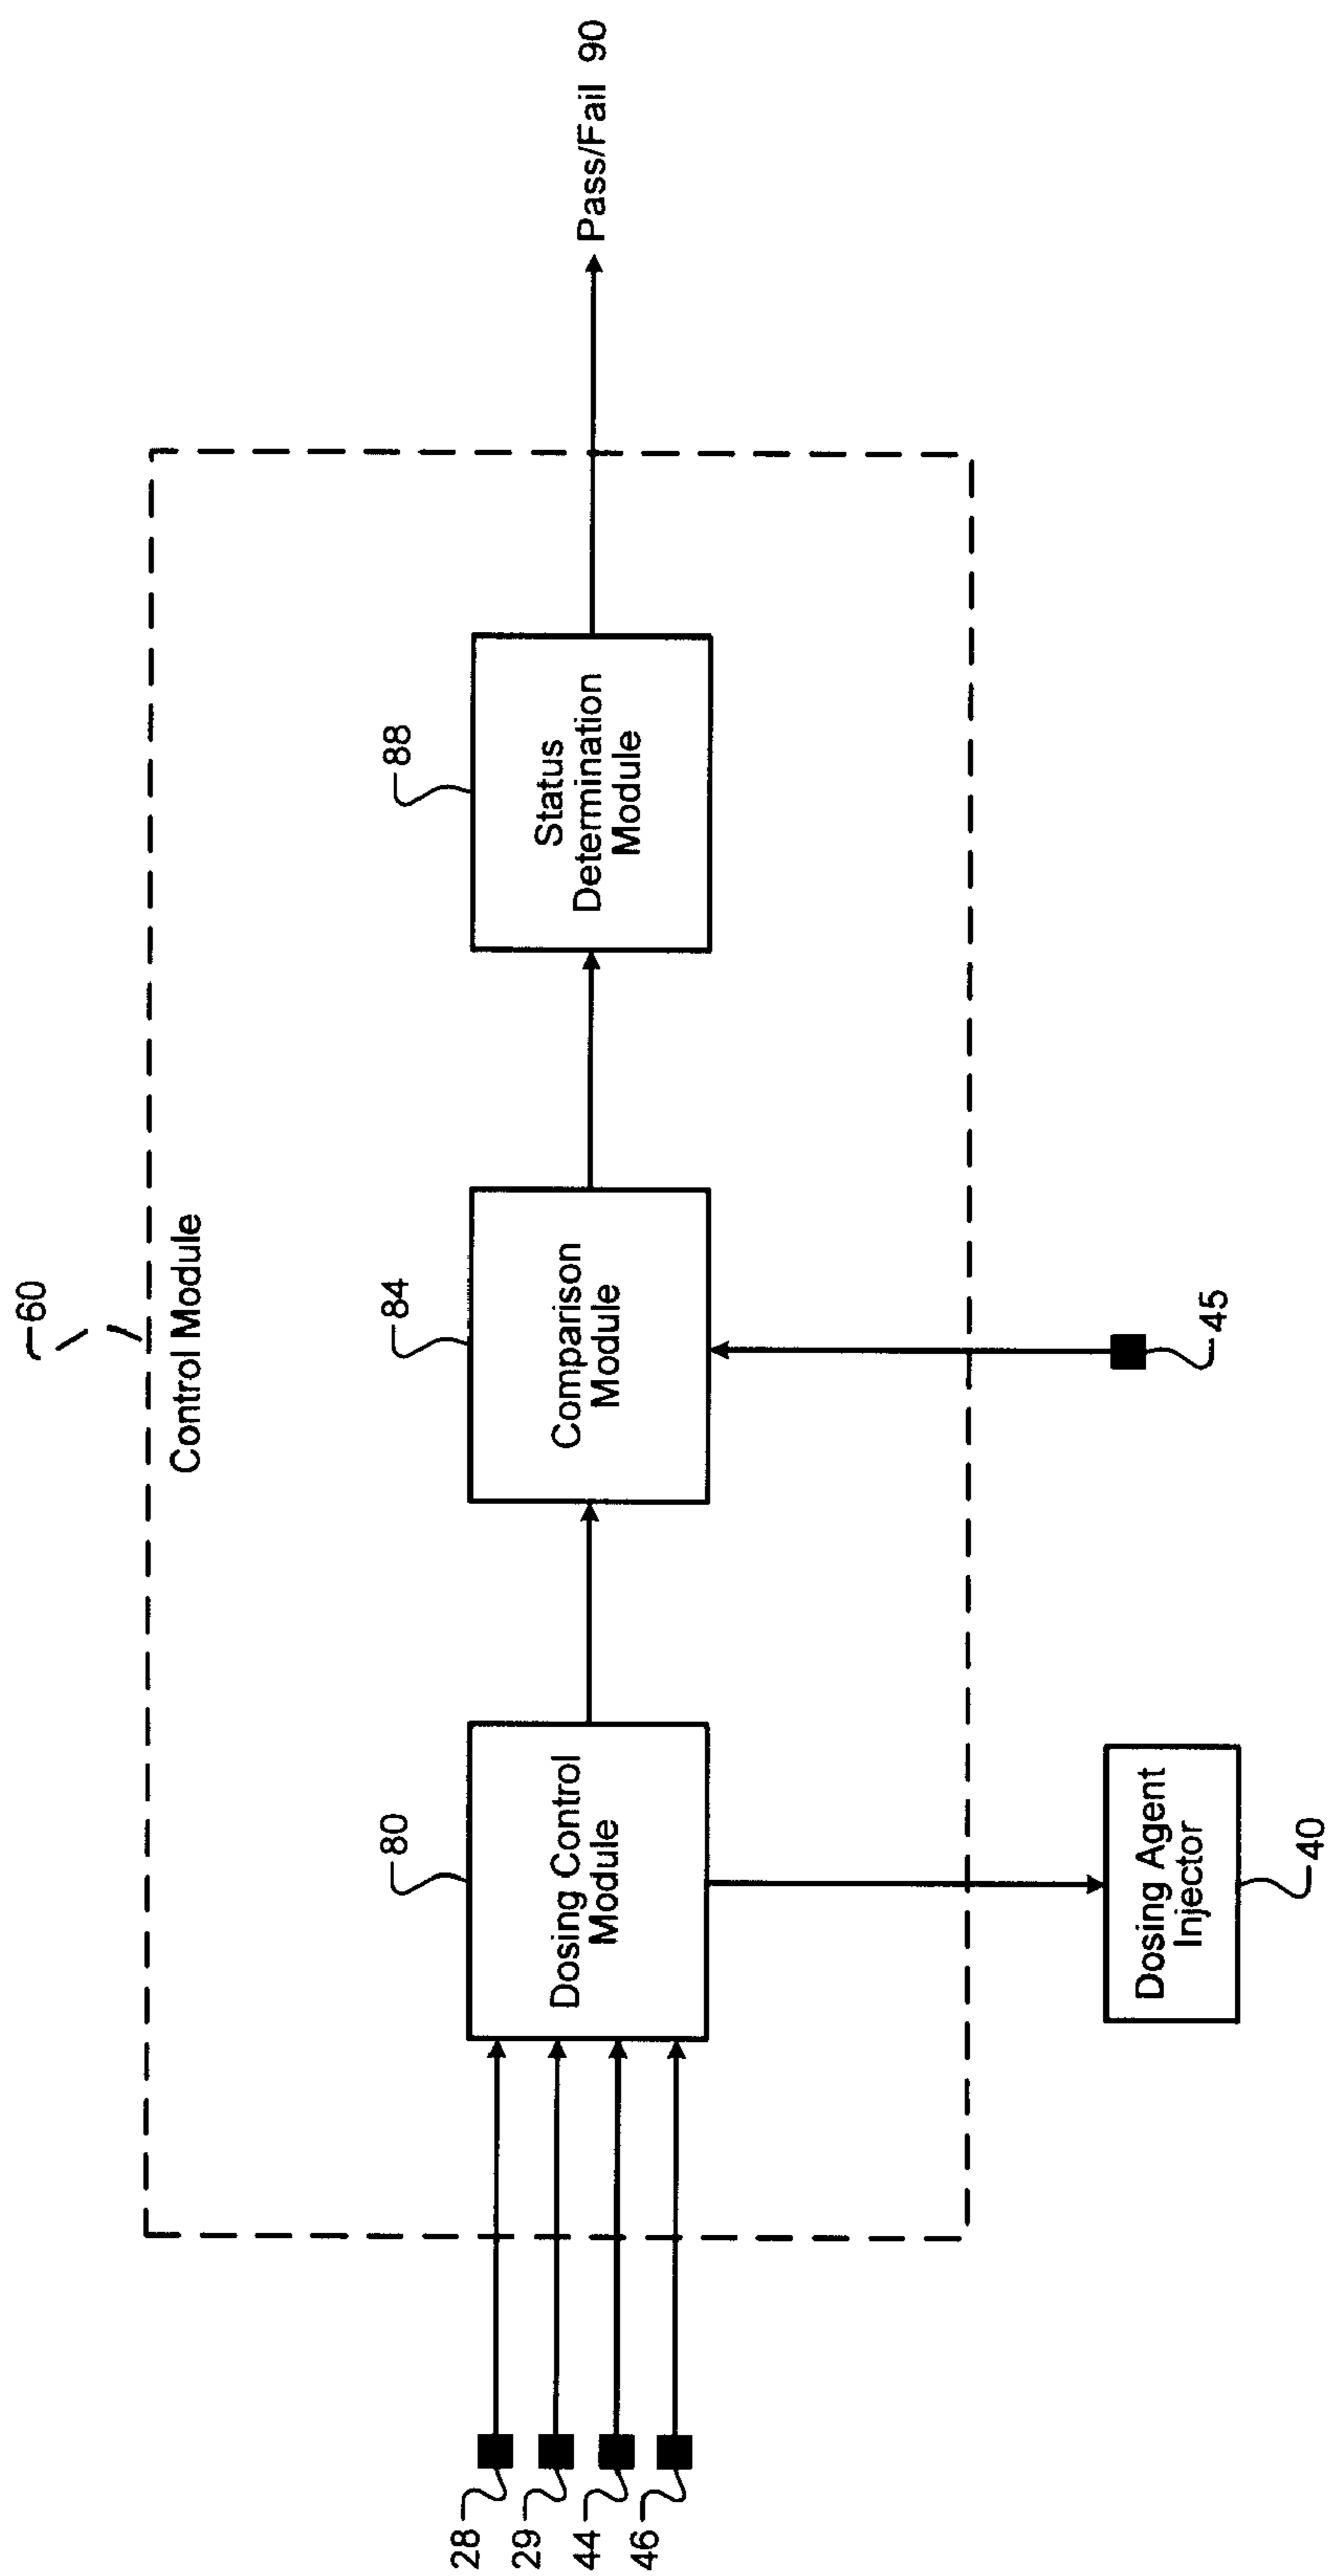 60
Control Module
80
Dosing Control
Module
84
Comparison
Module
88
Status
Determination
Module
Pass/Fail 90
28
29
44
46
Dosing Agent
Injector
40
45